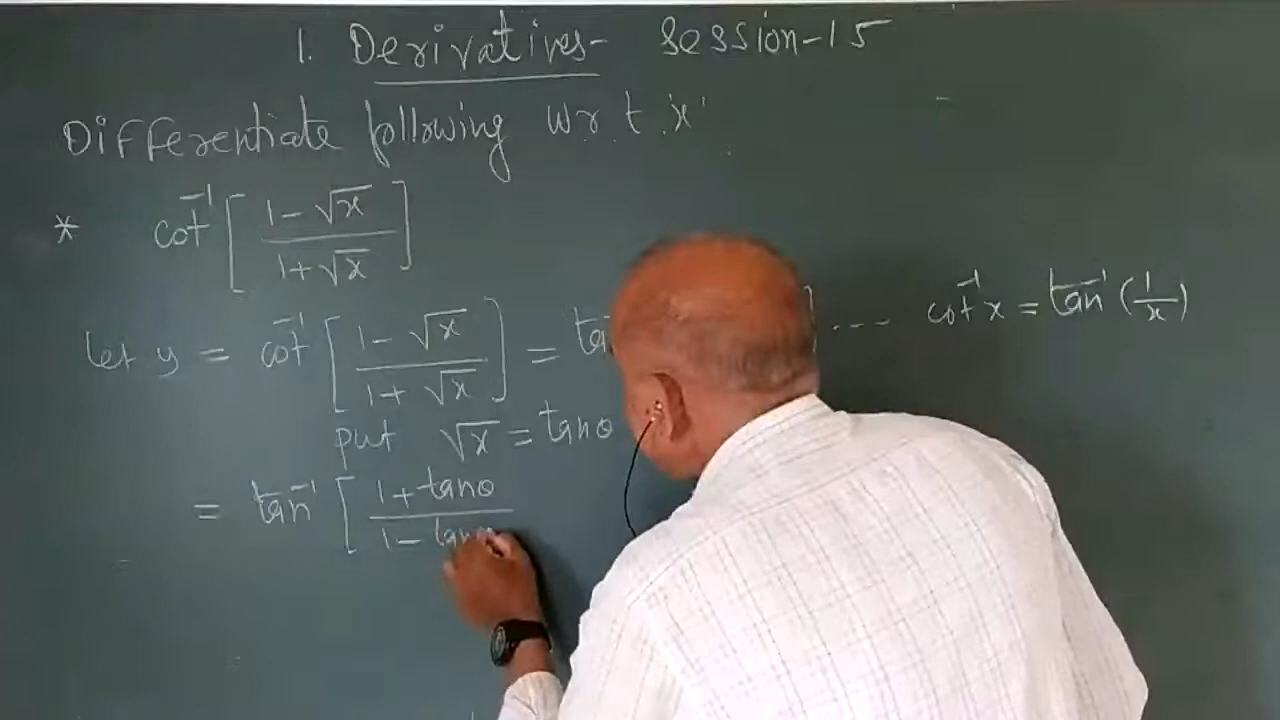 1. Derivatives- Session-15
Differentiate following w.r.t. 'x'
* cot⁻¹ [ (1-√x) / (1+√x) ]
let y = cot⁻¹ [ (1-√x) / (1+√x) ] = ] ... cot⁻¹ x = tan⁻¹ (1/x)
put √x = tanθ
= tan⁻¹ [ (1+tanθ) / (1-